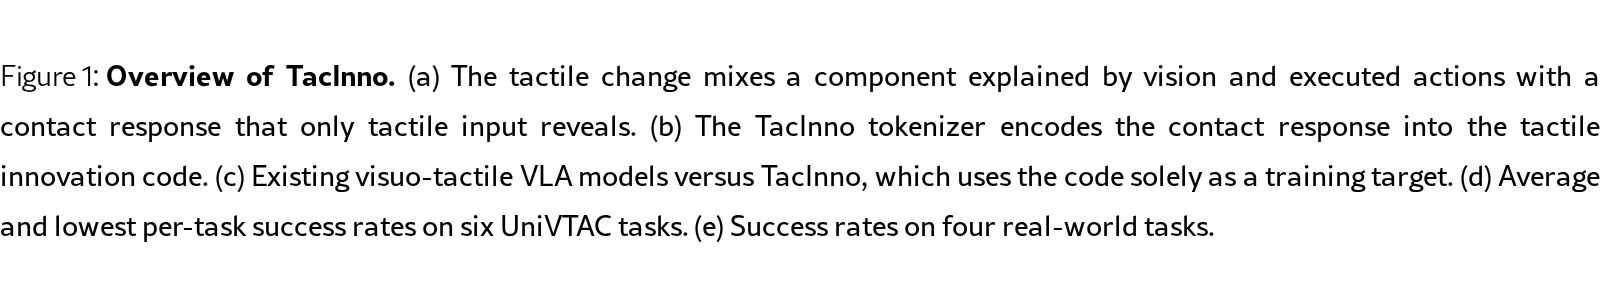 Figure 1: Overview of TacInno. (a) The tactile change mixes a component explained by vision and executed actions with a
contact response that only tactile input reveals. (b) The TacInno tokenizer encodes the contact response into the tactile
innovation code. (c) Existing visuo-tactile VLA models versus TacInno, which uses the code solely as a training target. (d) Average
and lowest per-task success rates on six UniVTAC tasks. (e) Success rates on four real-world tasks.